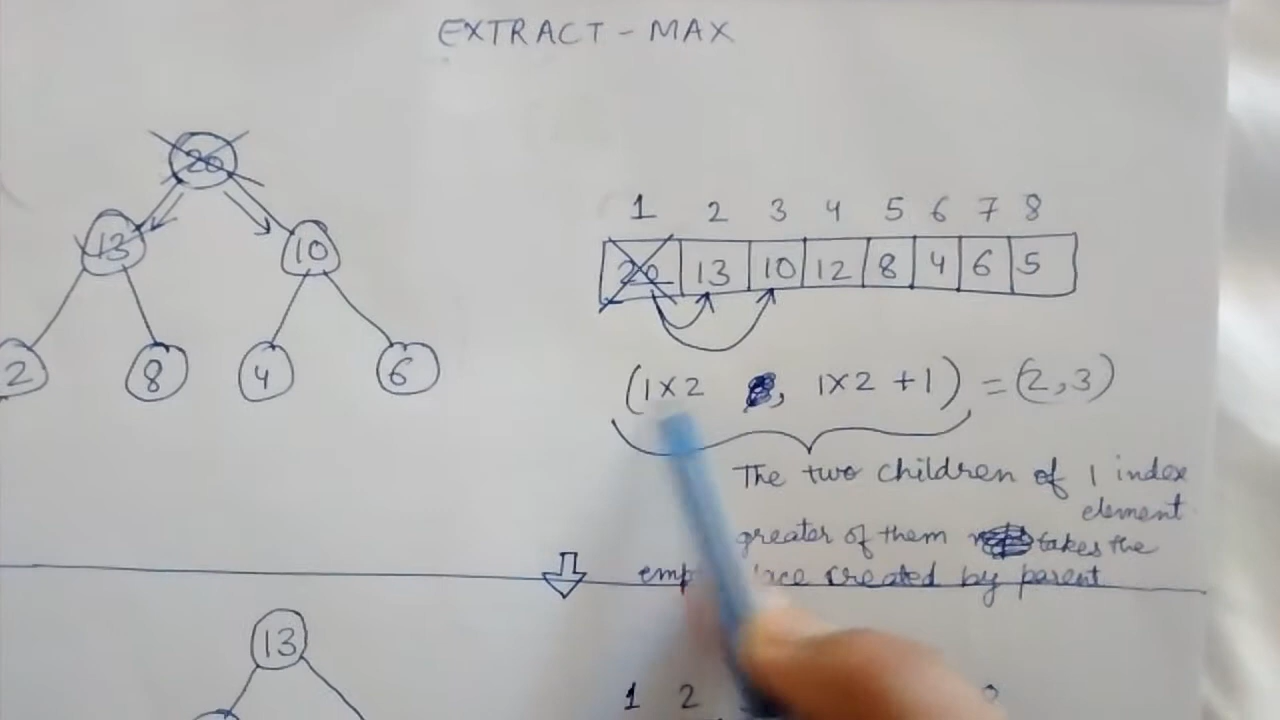 EXTRACT - MAX
20
13 10
2 8 4 6
1 2 3 4 5 6 7 8
20 13 10 12 8 4 6 5
(1×2 , 1×2 +1) = (2,3)
The two children of 1 index
element
greater of them takes the
created by parent
13
1 2